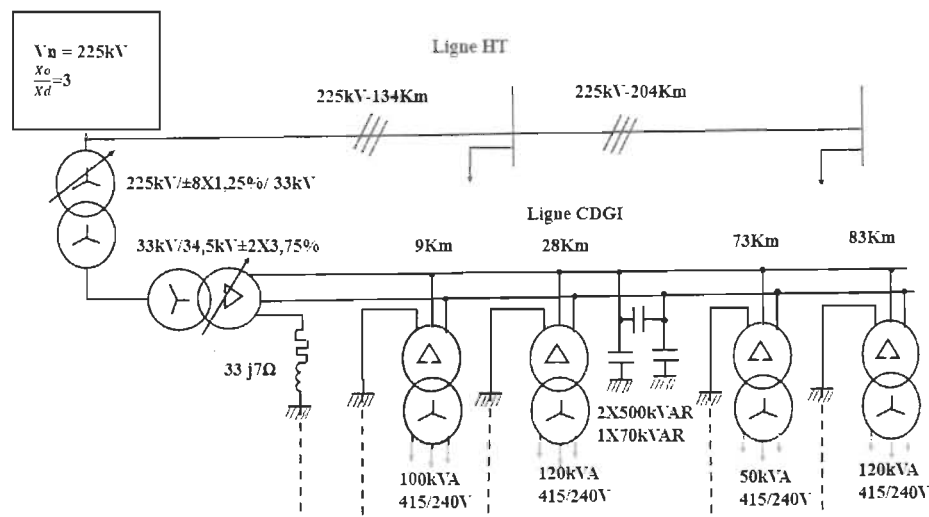 Vn = 225kV
Xo
Xd
=3
Ligne HT
225kV-134Km
225kV-204Km
225kV/±8X1,25%/ 33kV
Ligne CDGI
33kV/34,5kV±2X3,75%
9Km
28Km
73Km
83Km
33 j7Ω
2X500kVAR
1X70kVAR
100kVA
415/240V
120kVA
415/240V
50kVA
415/240V
120kVA
415/240V